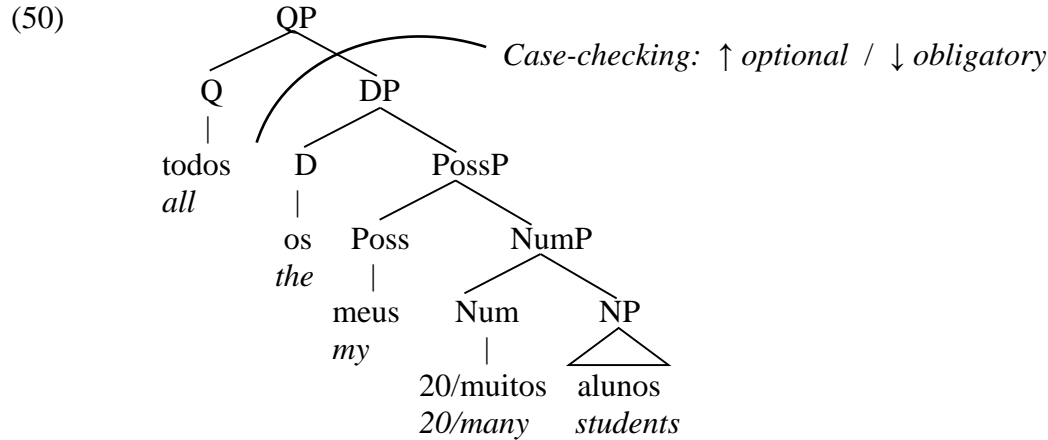 (50) QP
Case-checking: ↑ optional / ↓ obligatory
Q DP
todos D PossP
all
os Poss NumP
the
meus Num NP
my
20/muitos alunos
20/many students